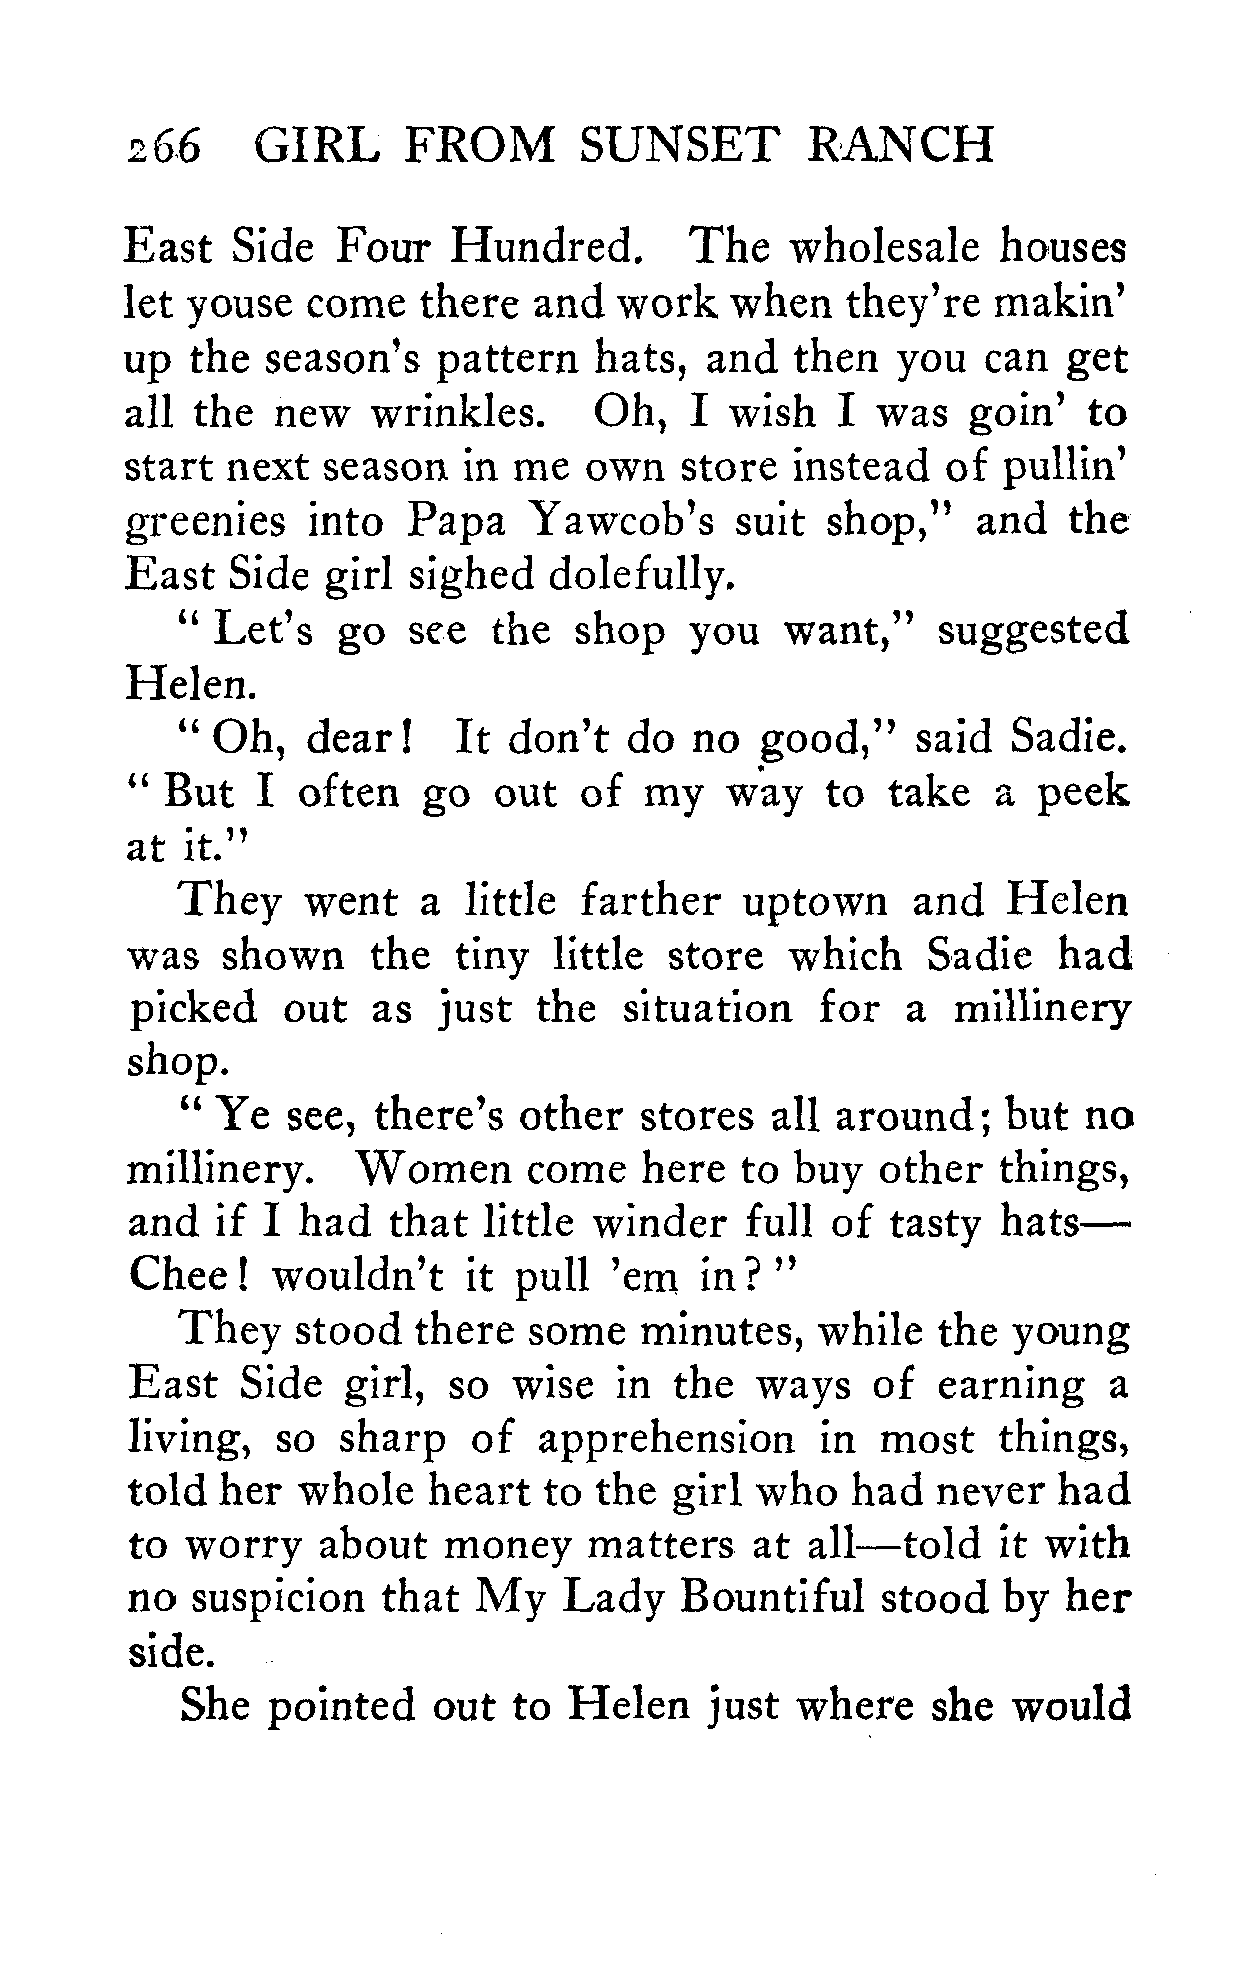 266 GIRL FROM SUNSET RANCH
East Side Four Hundred. The wholesale houses
let youse come there and work when they're makin'
up the season's pattern hats, and then you can get
all the new wrinkles. Oh, I wish I was goin' to
start next season in me own store instead of pullin'
greenies into Papa Yawcob's suit shop," and the
East Side girl sighed dolefully.
" Let's go see the shop you want," suggested
Helen.
" Oh, dear! It don't do no good," said Sadie.
" But I often go out of my way to take a peek
at it."
They went a little farther uptown and Helen
was shown the tiny little store which Sadie had
picked out as just the situation for a millinery
shop.
" Ye see, there's other stores all around; but no
millinery. Women come here to buy other things,
and if I had that little winder full of tasty hats—
Chee! wouldn't it pull 'em in? "
They stood there some minutes, while the young
East Side girl, so wise in the ways of earning a
living, so sharp of apprehension in most things,
told her whole heart to the girl who had never had
to worry about money matters at all—told it with
no suspicion that My Lady Bountiful stood by her
side.
She pointed out to Helen just where she would